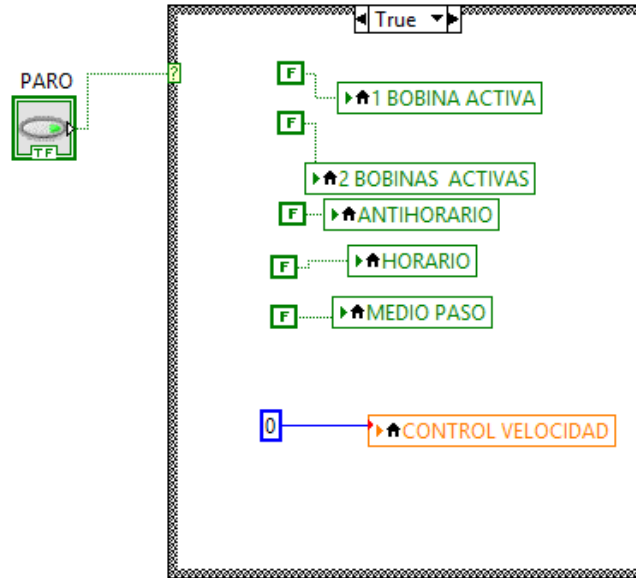 True
PARO
TF
?
F
1 BOBINA ACTIVA
F
2 BOBINAS ACTIVAS
F
ANTIHORARIO
F
HORARIO
F
MEDIO PASO
0
CONTROL VELOCIDAD